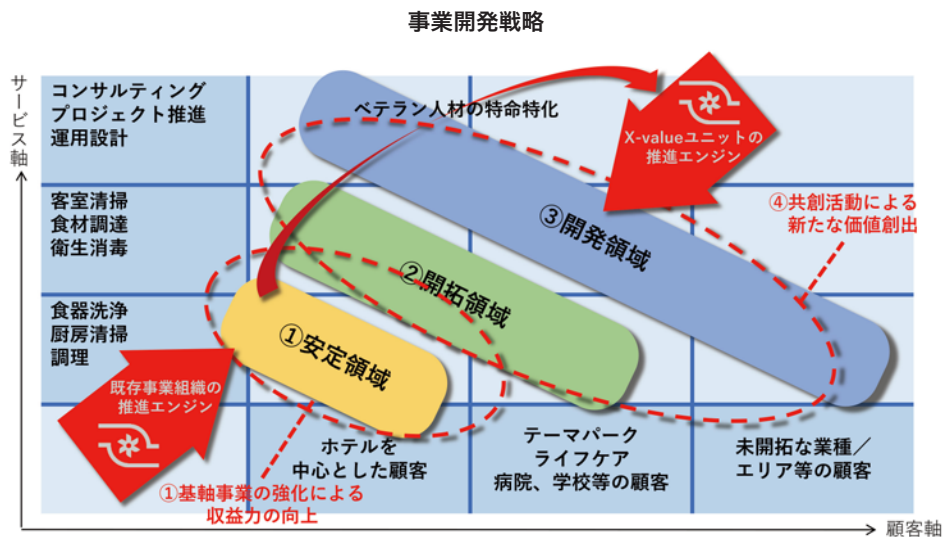 事業開発戦略
サービス軸
コンサルティング
プロジェクト推進
運用設計
ベテラン人材の特命特化
X-valueユニットの
推進エンジン
客室清掃
食材調達
衛生消毒
③開発領域
④共創活動による
新たな価値創出
②開拓領域
食器洗浄
厨房清掃
調理
①安定領域
既存事業組織の
推進エンジン
ホテルを
中心とした顧客
テーマパーク
ライフケア
病院、学校等の顧客
未開拓な業種／
エリア等の顧客
①基軸事業の強化による
収益力の向上
顧客軸